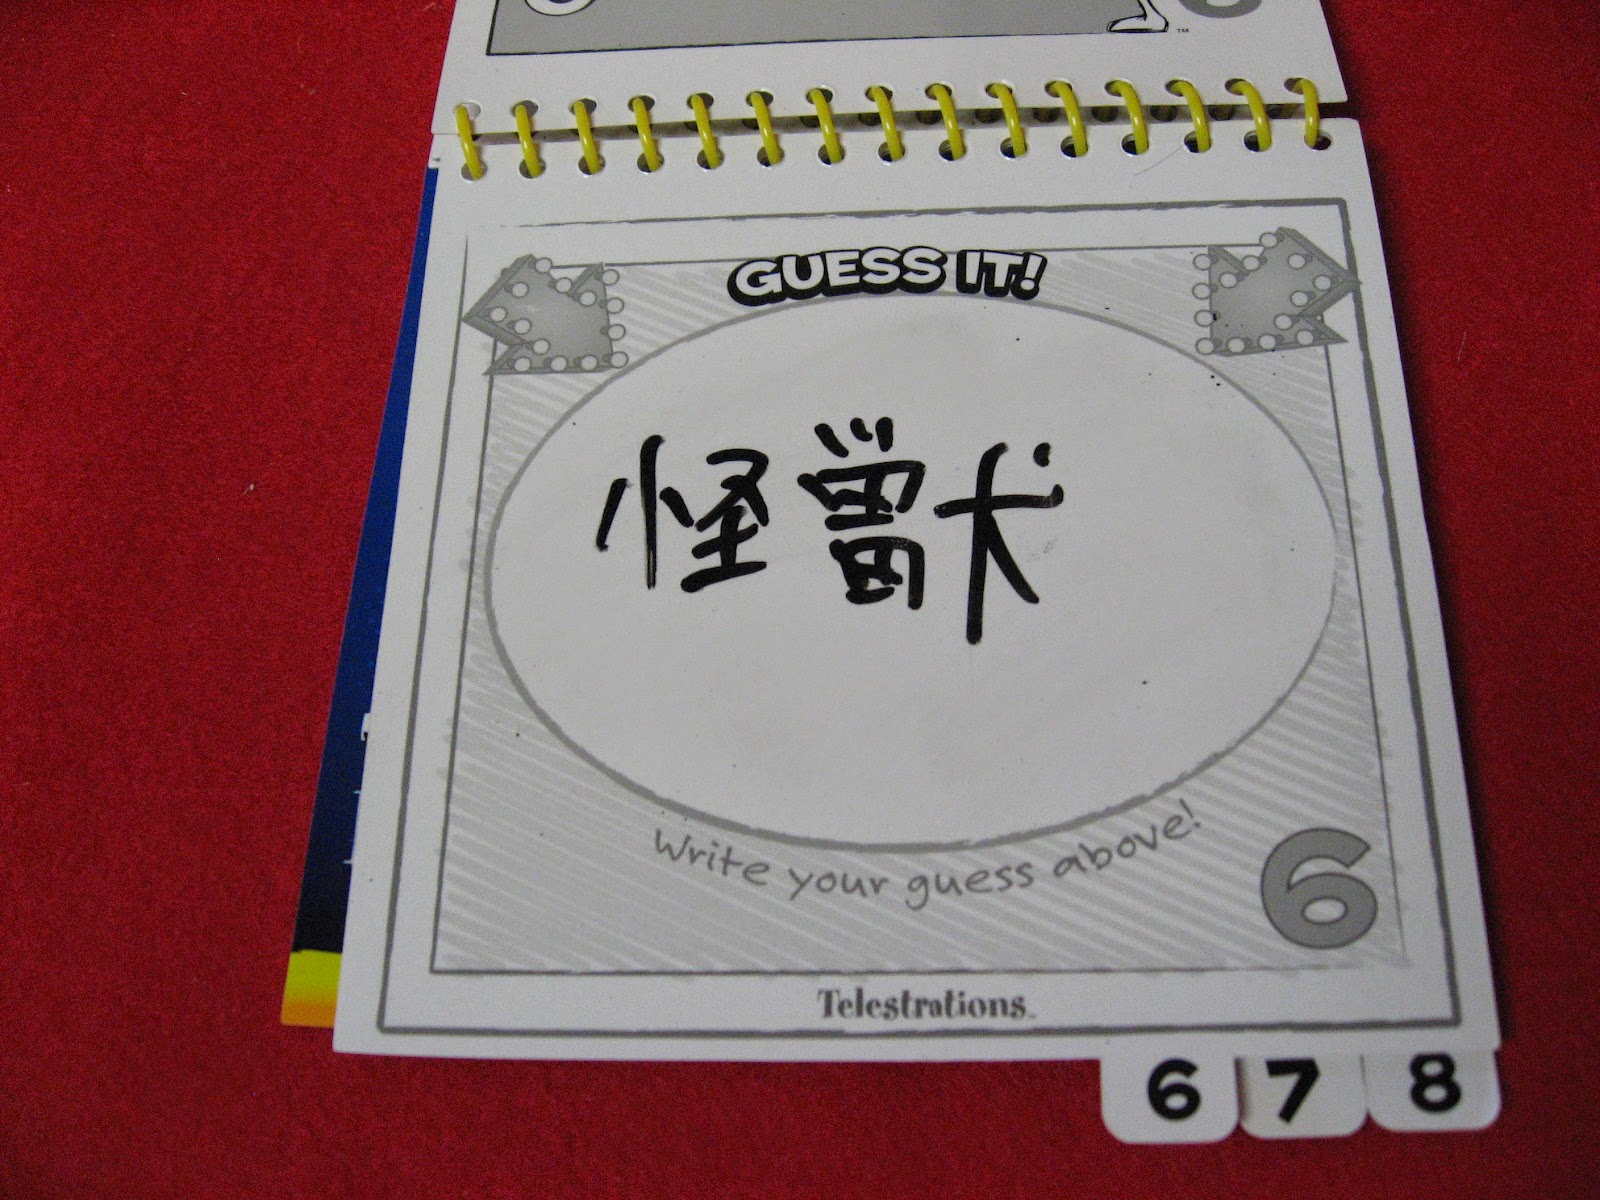 GUESS IT!
怪獸
Write your guess above!
6
Telestrations
6 7 8